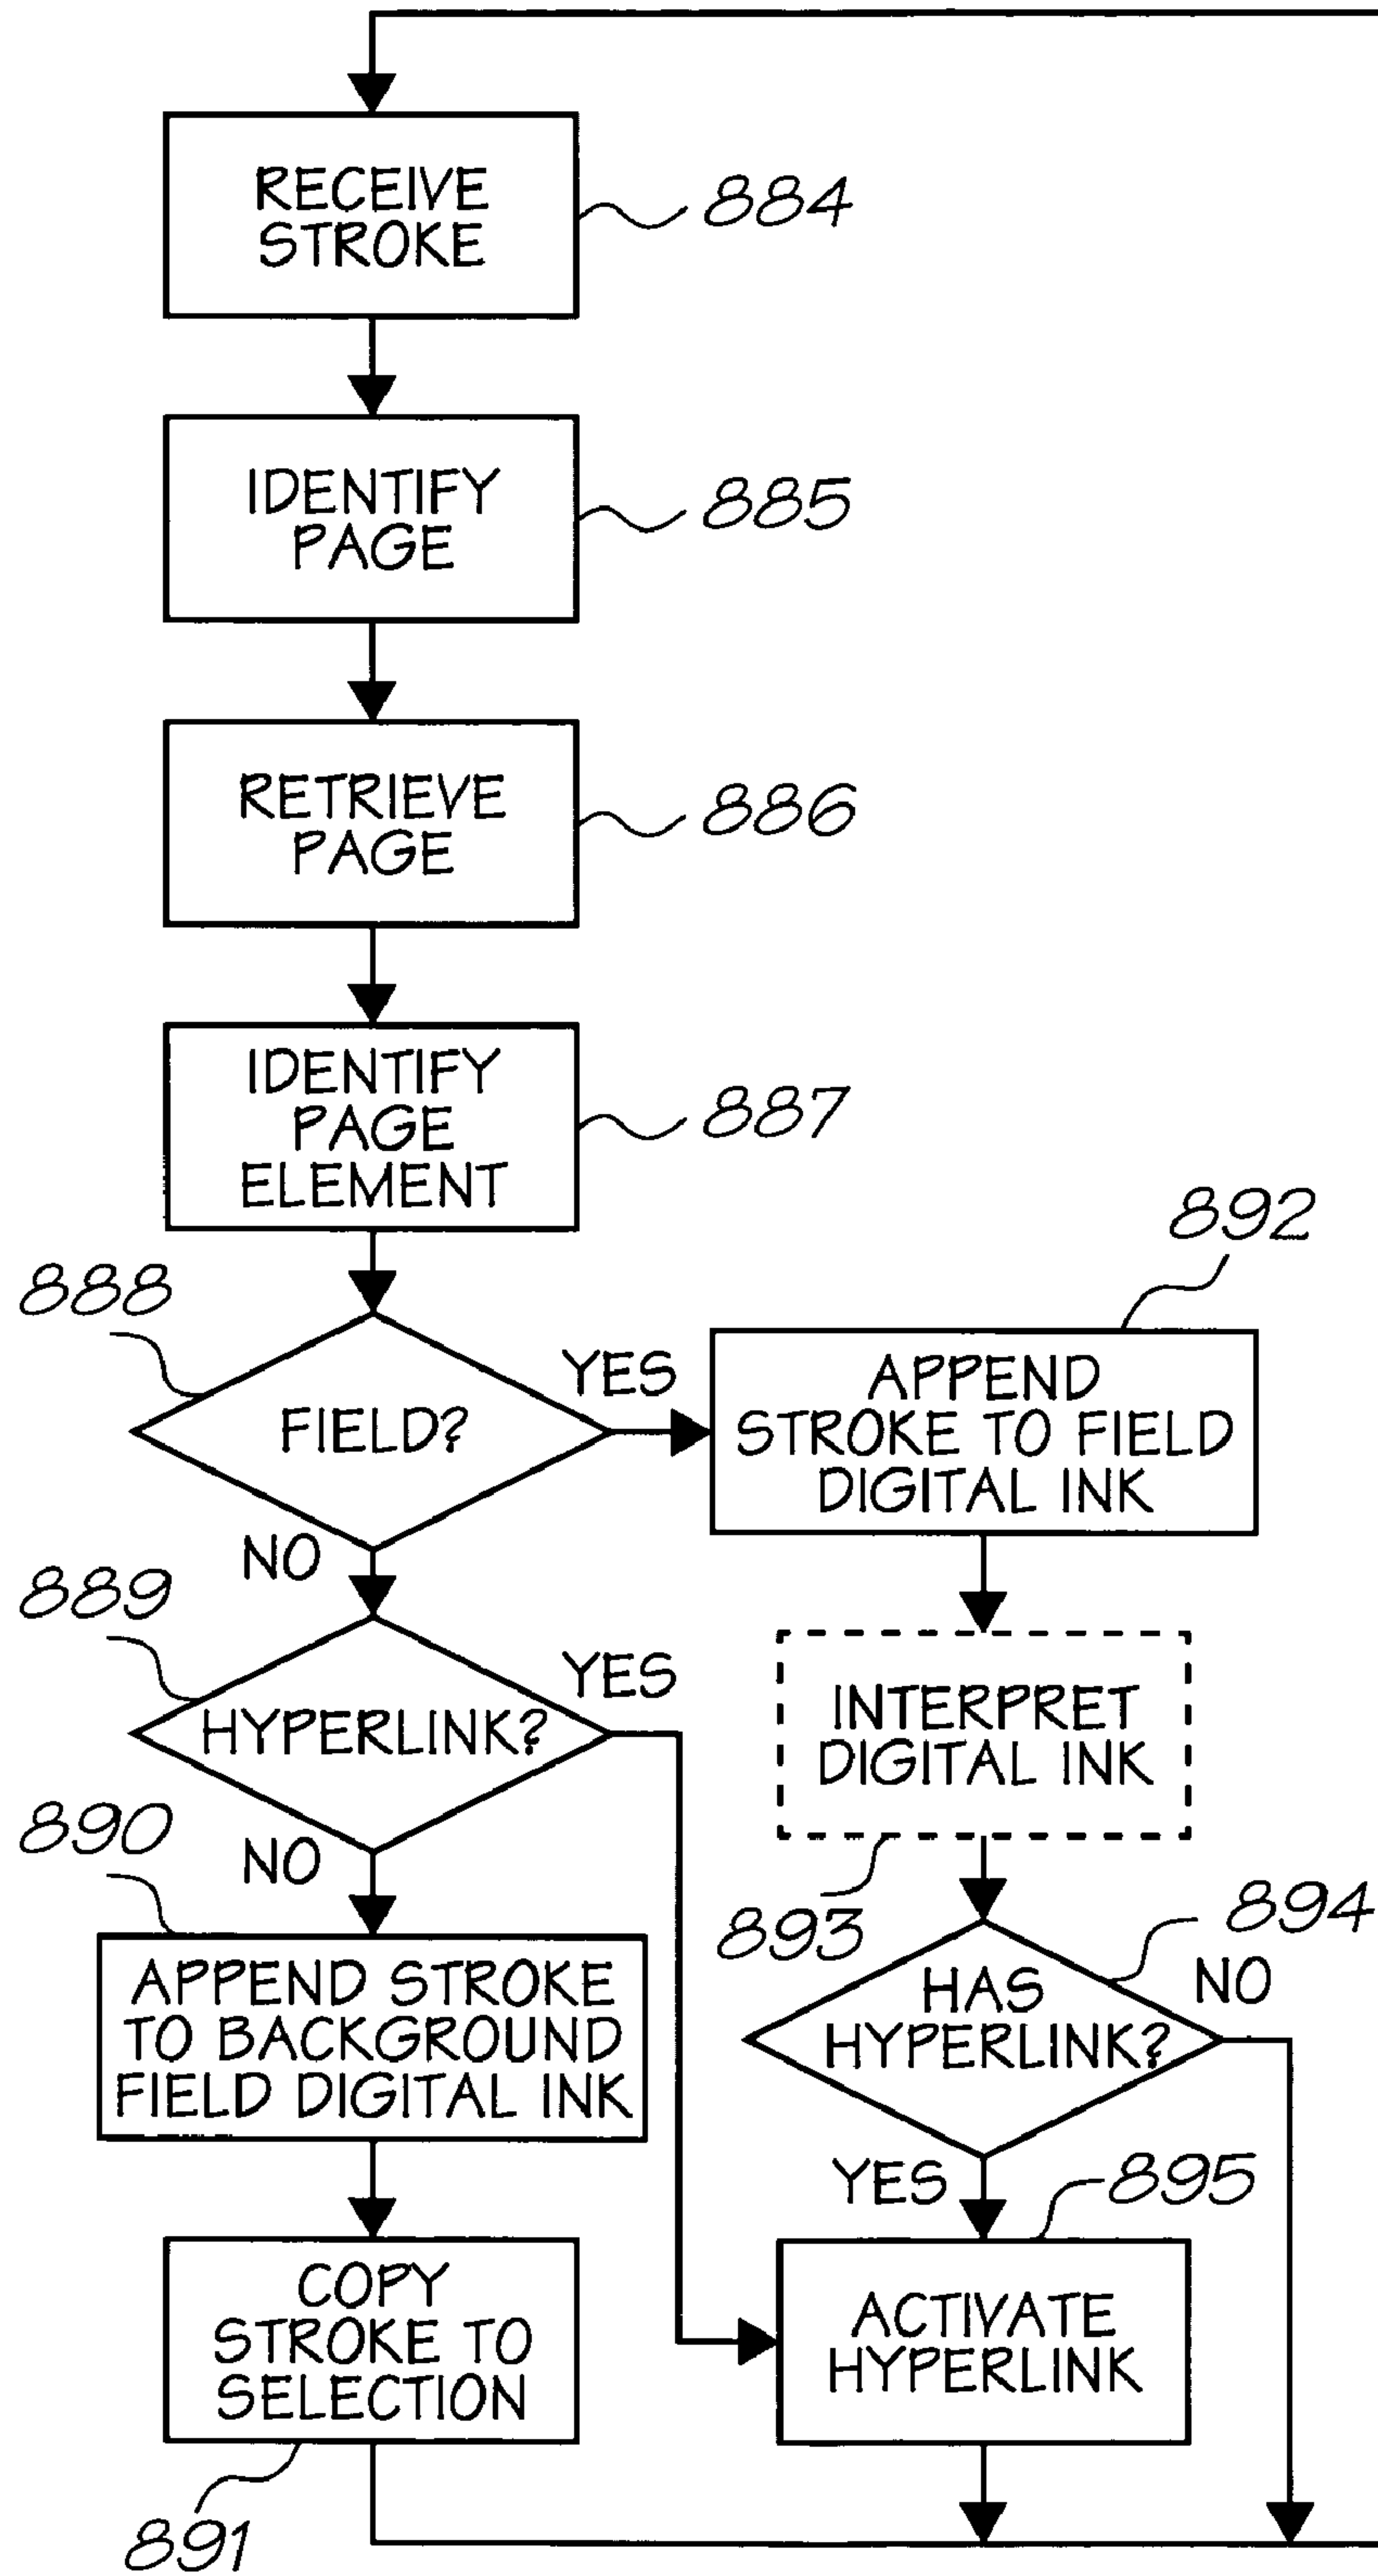 RECEIVE
STROKE
884
IDENTIFY
PAGE
885
RETRIEVE
PAGE
886
IDENTIFY
PAGE
ELEMENT
887
888
FIELD?
YES
NO
892
APPEND
STROKE TO FIELD
DIGITAL INK
889
HYPERLINK?
YES
NO
INTERPRET
DIGITAL INK
893
890
APPEND STROKE
TO BACKGROUND
FIELD DIGITAL INK
894
HAS
HYPERLINK?
NO
YES
895
COPY
STROKE TO
SELECTION
891
ACTIVATE
HYPERLINK